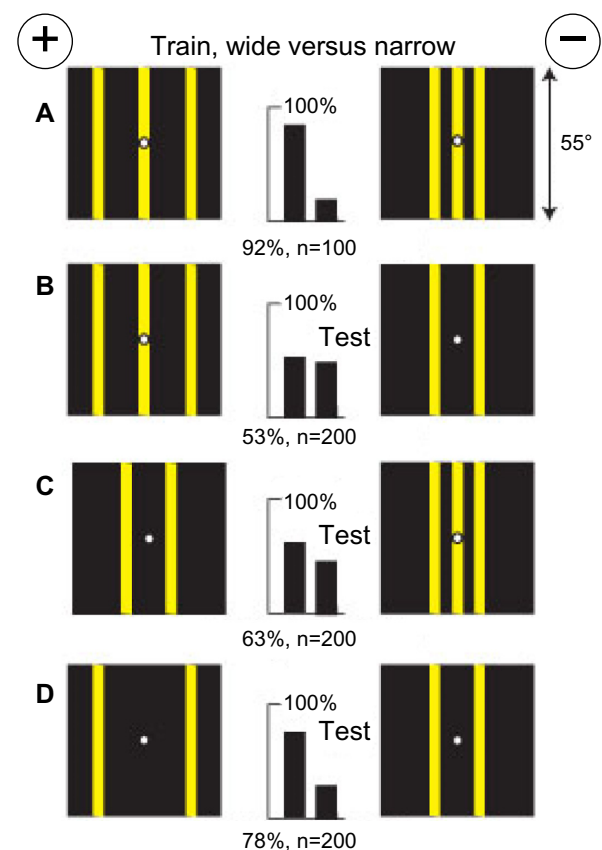 + Train, wide versus narrow −
A 100% 55°
92%, n=100
B 100%
Test
53%, n=200
C 100%
Test
63%, n=200
D 100%
Test
78%, n=200